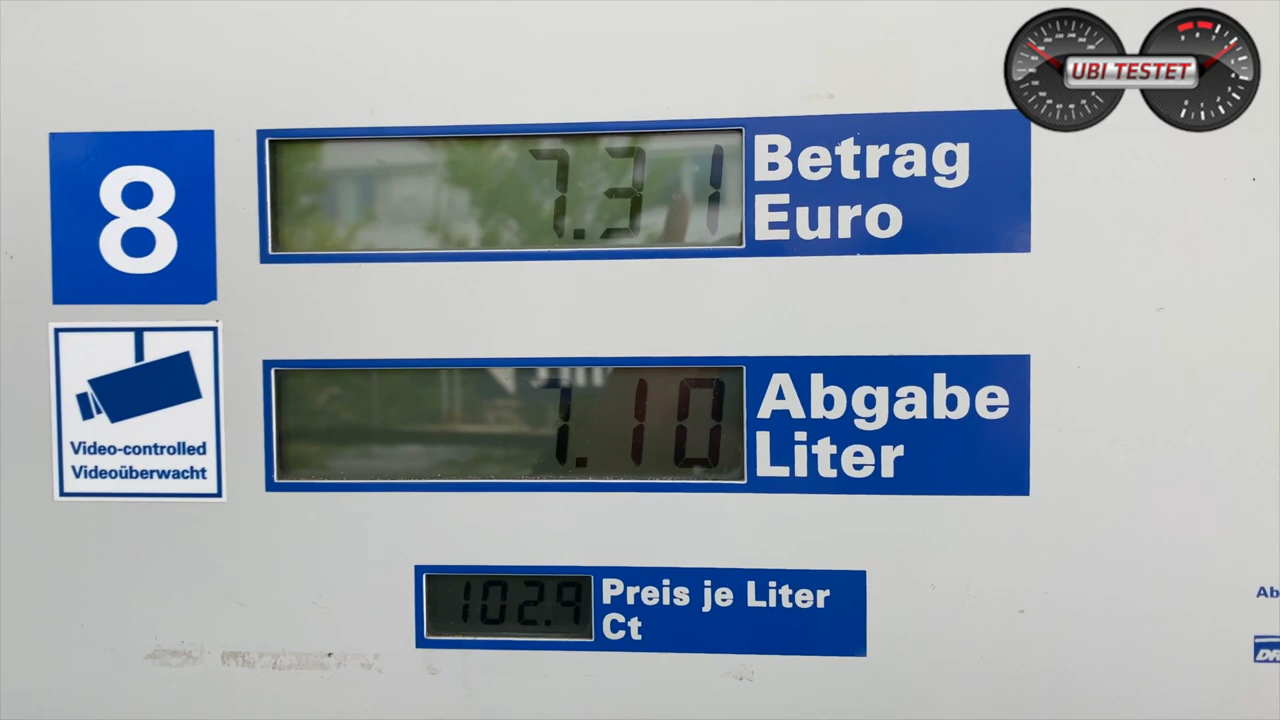 UBI TESTET
8
7.31
Betrag
Euro
Video-controlled
Videoüberwacht
7.10
Abgabe
Liter
102.9
Preis je Liter
Ct
Ab